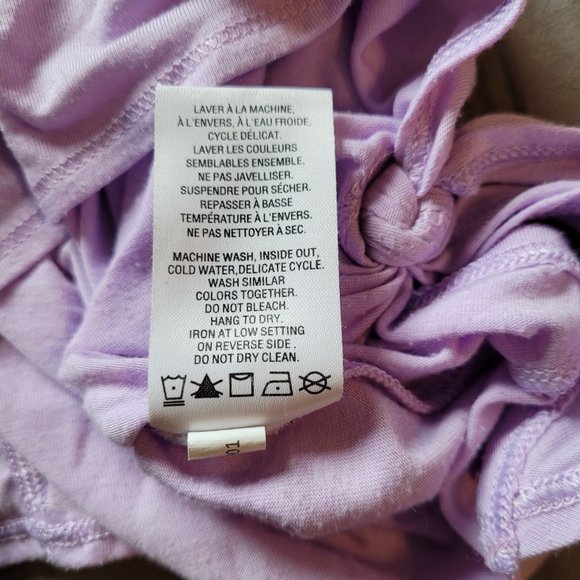 LAVER À LA MACHINE,
À L'ENVERS, À L'EAU FROIDE,
CYCLE DÉLICAT.
LAVER LES COULEURS
SEMBLABLES ENSEMBLE.
NE PAS JAVELLISER.
SUSPENDRE POUR SÉCHER.
REPASSER À BASSE
TEMPÉRATURE À L'ENVERS.
NE PAS NETTOYER À SEC.
MACHINE WASH, INSIDE OUT,
COLD WATER,DELICATE CYCLE.
WASH SIMILAR
COLORS TOGETHER.
DO NOT BLEACH.
HANG TO DRY.
IRON AT LOW SETTING
ON REVERSE SIDE .
DO NOT DRY CLEAN.
01